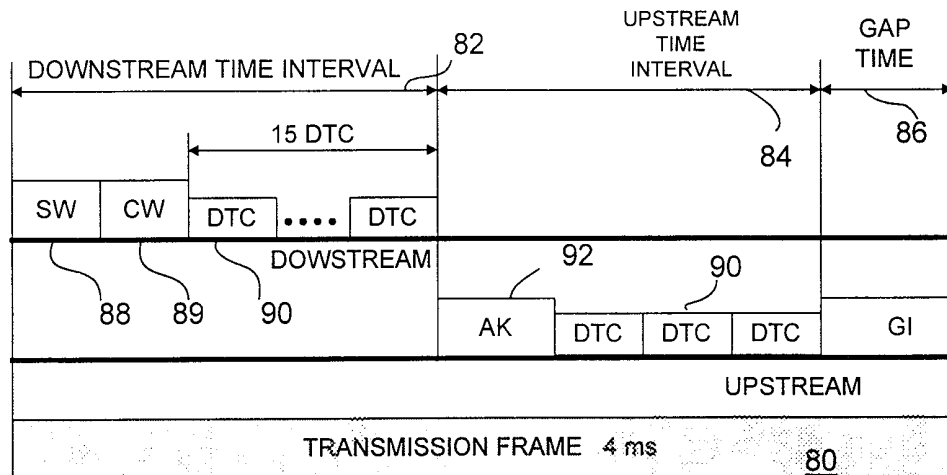 DOWNSTREAM TIME INTERVAL
82
UPSTREAM
TIME
INTERVAL
GAP
TIME
15 DTC
84
86
SW
CW
DTC
••••
DTC
DOWSTREAM
88
89
90
92
90
AK
DTC
DTC
DTC
GI
UPSTREAM
TRANSMISSION FRAME 4 ms
80